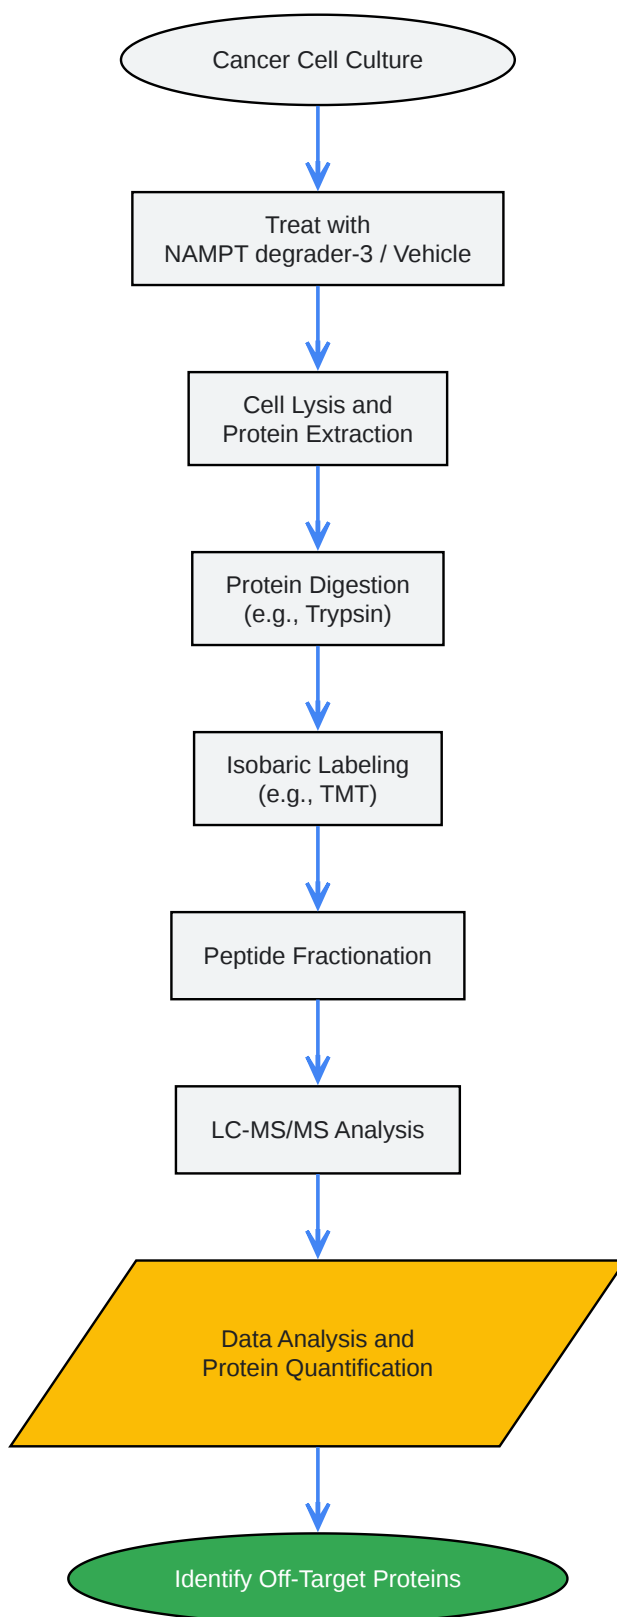 Cancer Cell Culture
Treat with
NAMPT degrader-3 / Vehicle
Cell Lysis and
Protein Extraction
Protein Digestion
(e.g., Trypsin)
Isobaric Labeling
(e.g., TMT)
Peptide Fractionation
LC-MS/MS Analysis
Data Analysis and
Protein Quantification
Identify Off-Target Proteins